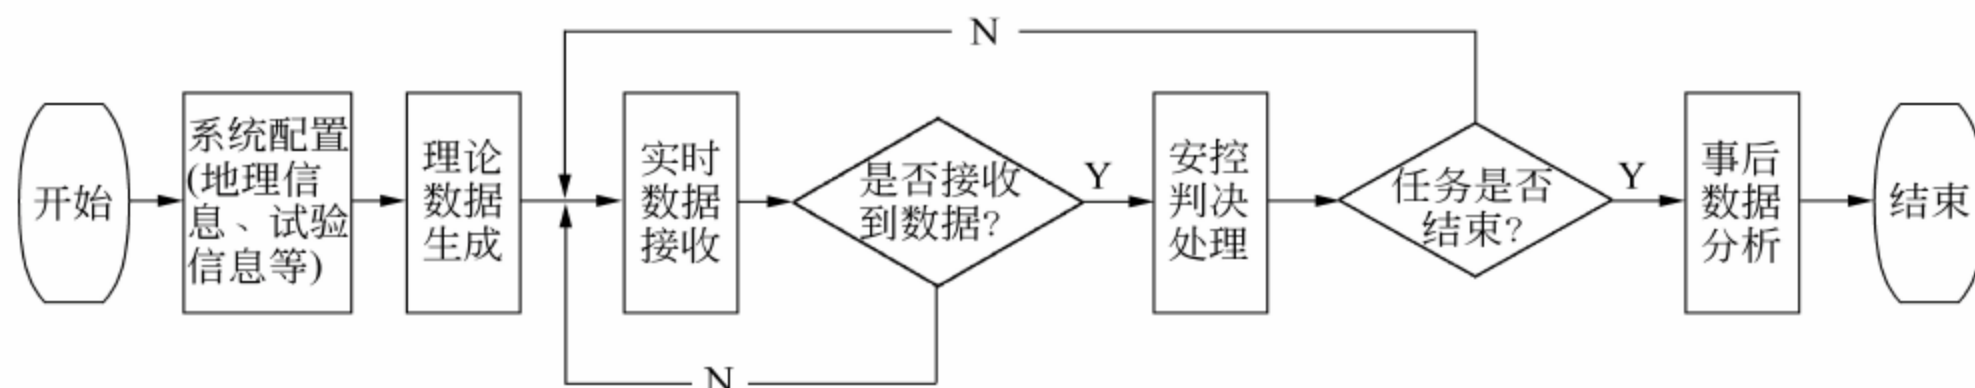 N
开始
系统配置
(地理信
息、试验
信息等)
理论
数据
生成
实时
数据
接收
是否接收
到数据?
Y
安控
判决
处理
任务是否
结束?
Y
事后
数据
分析
结束
N